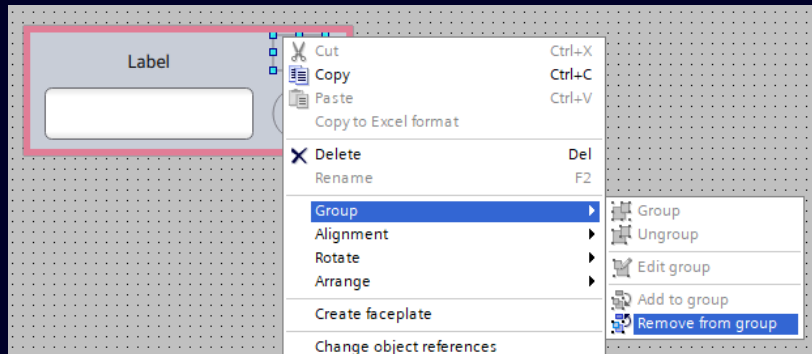 Label
Cut Ctrl+X
Copy Ctrl+C
Paste Ctrl+V
Copy to Excel format
Delete Del
Rename F2
Group
Alignment
Rotate
Arrange
Create faceplate
Change object references
Group
Ungroup
Edit group
Add to group
Remove from group